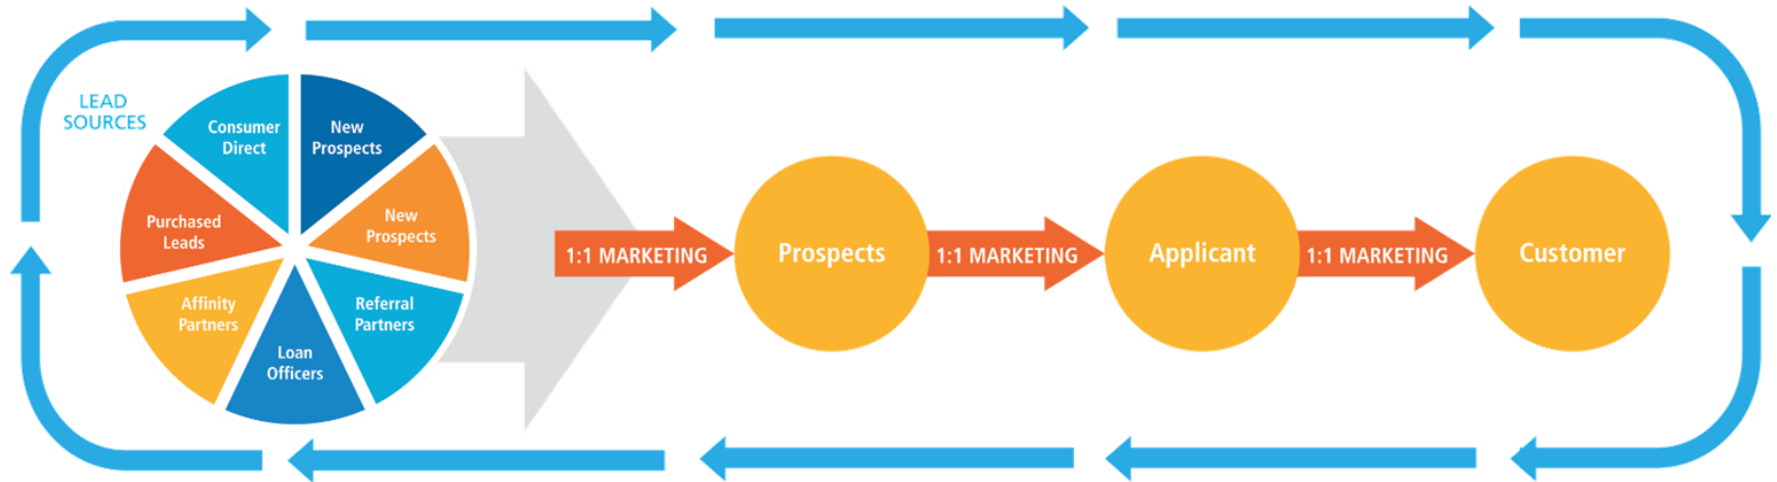 LEAD
SOURCES
Consumer
Direct
New
Prospects
New
Prospects
Referral
Partners
Loan
Officers
Affinity
Partners
Purchased
Leads
1:1 MARKETING
Prospects
1:1 MARKETING
Applicant
1:1 MARKETING
Customer